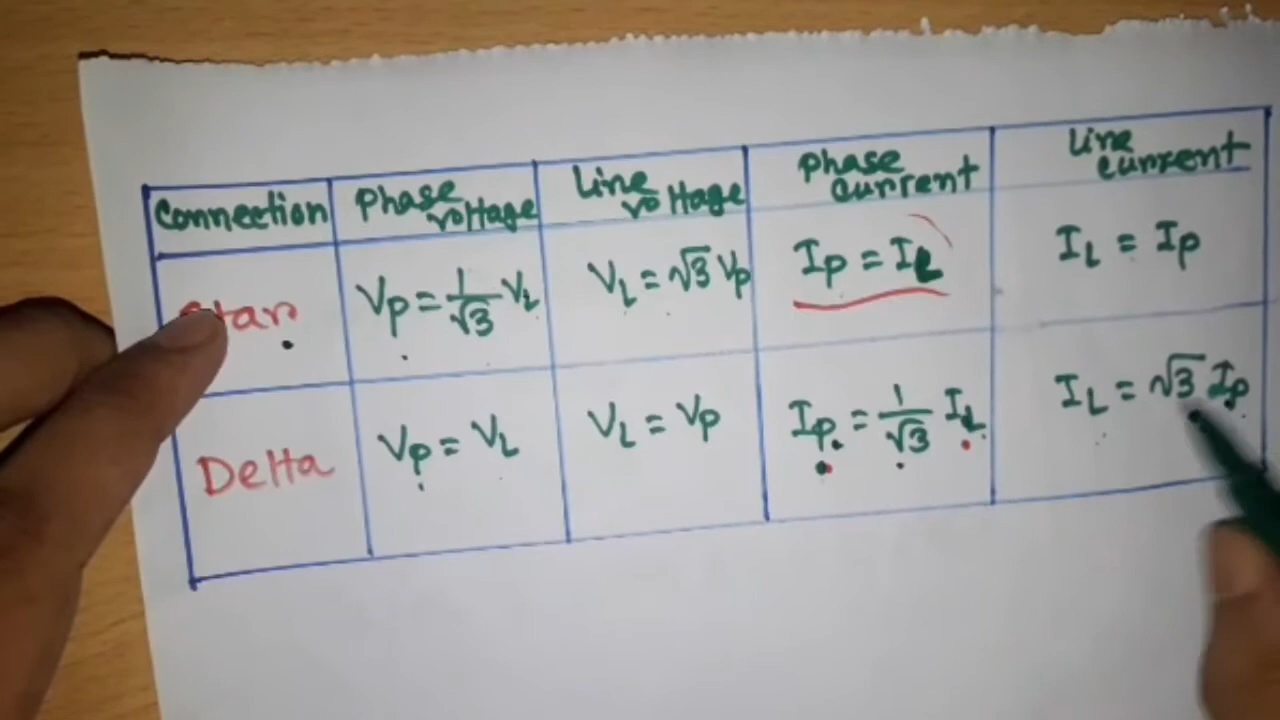 Connection
Phase
voltage
Line
voltage
Phase
current
Line
current
Star
Vp = 1/√3 VL
VL = √3 Vp
Ip = IL
IL = Ip
Delta
Vp = VL
VL = Vp
Ip = 1/√3 IL
IL = √3 Ip